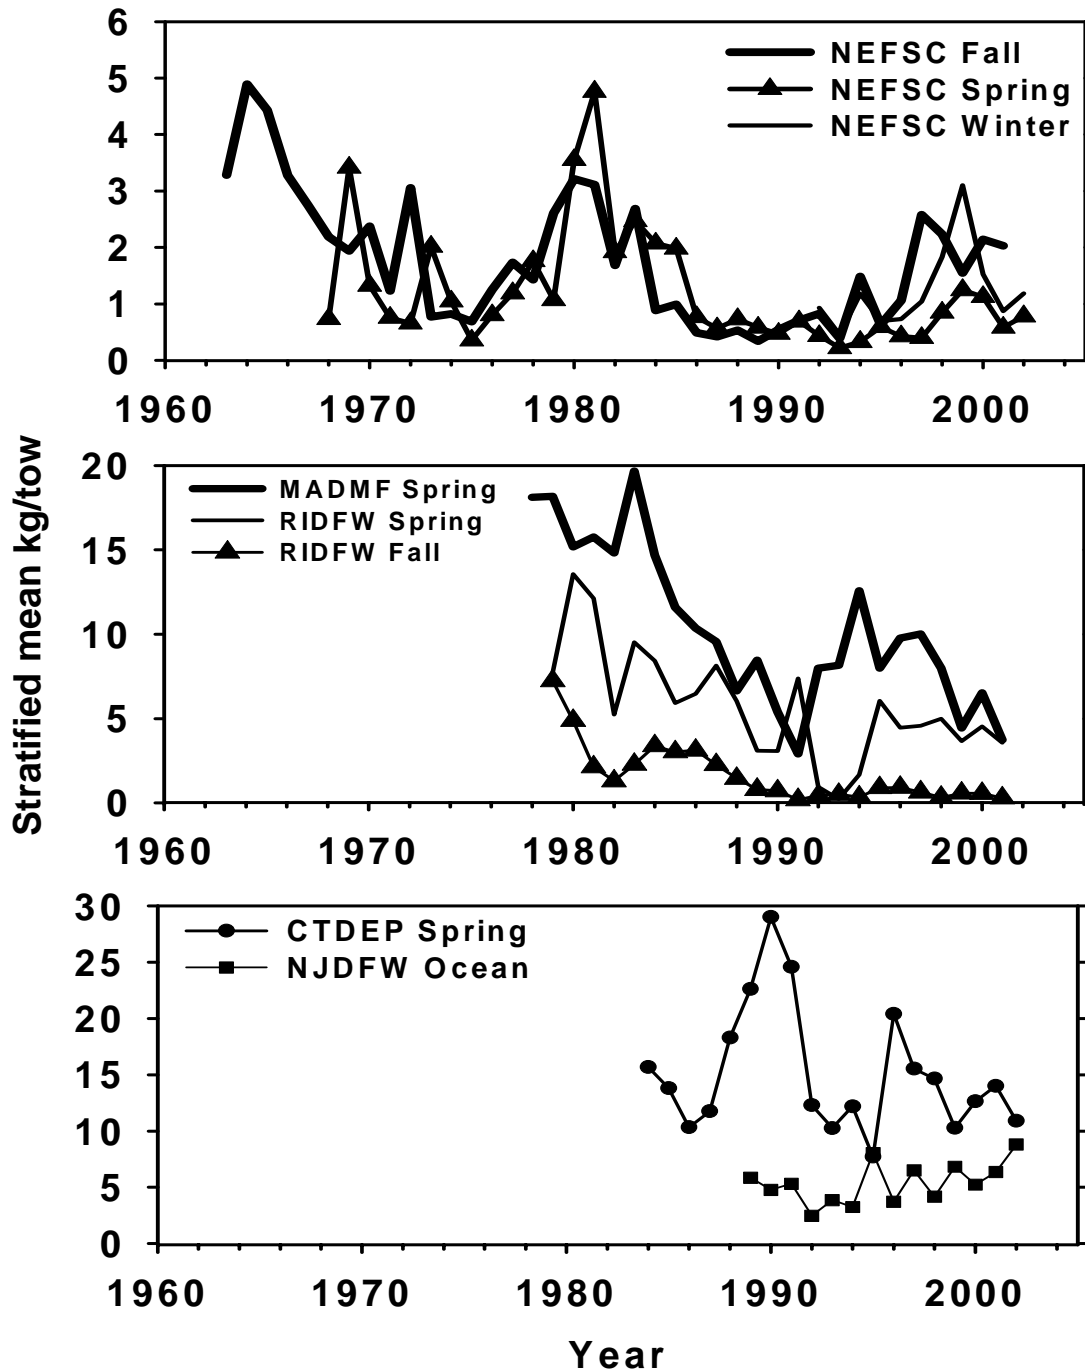 6
5
4
3
2
1
0
NEFSC Fall
NEFSC Spring
NEFSC Winter
1960 1970 1980 1990 2000
Stratified mean kg/tow
20
15
10
5
0
MADMF Spring
RIDFW Spring
RIDFW Fall
1960 1970 1980 1990 2000
30
25
20
15
10
5
0
CTDEP Spring
NJDFW Ocean
1960 1970 1980 1990 2000
Year